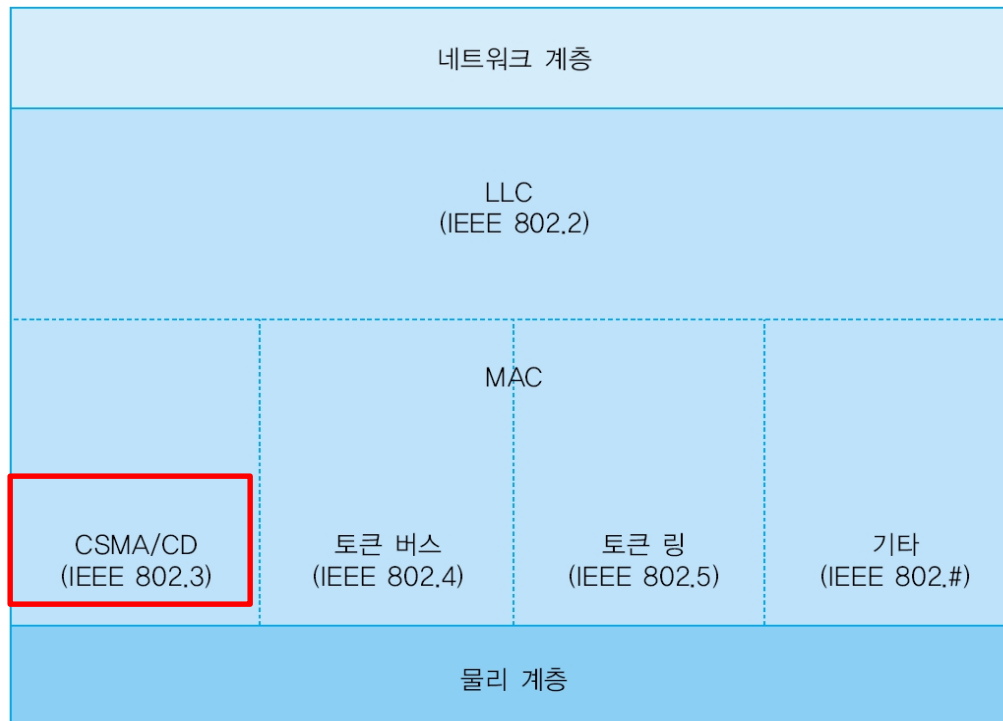 네트워크 계층
LLC
(IEEE 802.2)
MAC
CSMA/CD
(IEEE 802.3)
토큰 버스
(IEEE 802.4)
토큰 링
(IEEE 802.5)
기타
(IEEE 802.#)
물리 계층